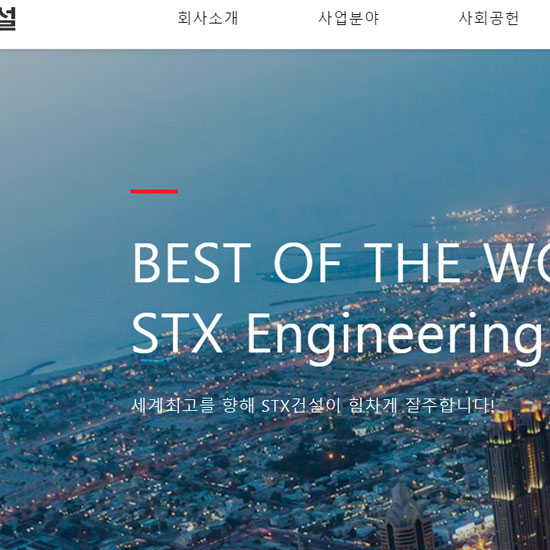 설
회사소개 사업분야 사회공헌
BEST OF THE WO
STX Engineering
세계최고를 향해 STX건설이 힘차게 질주합니다!